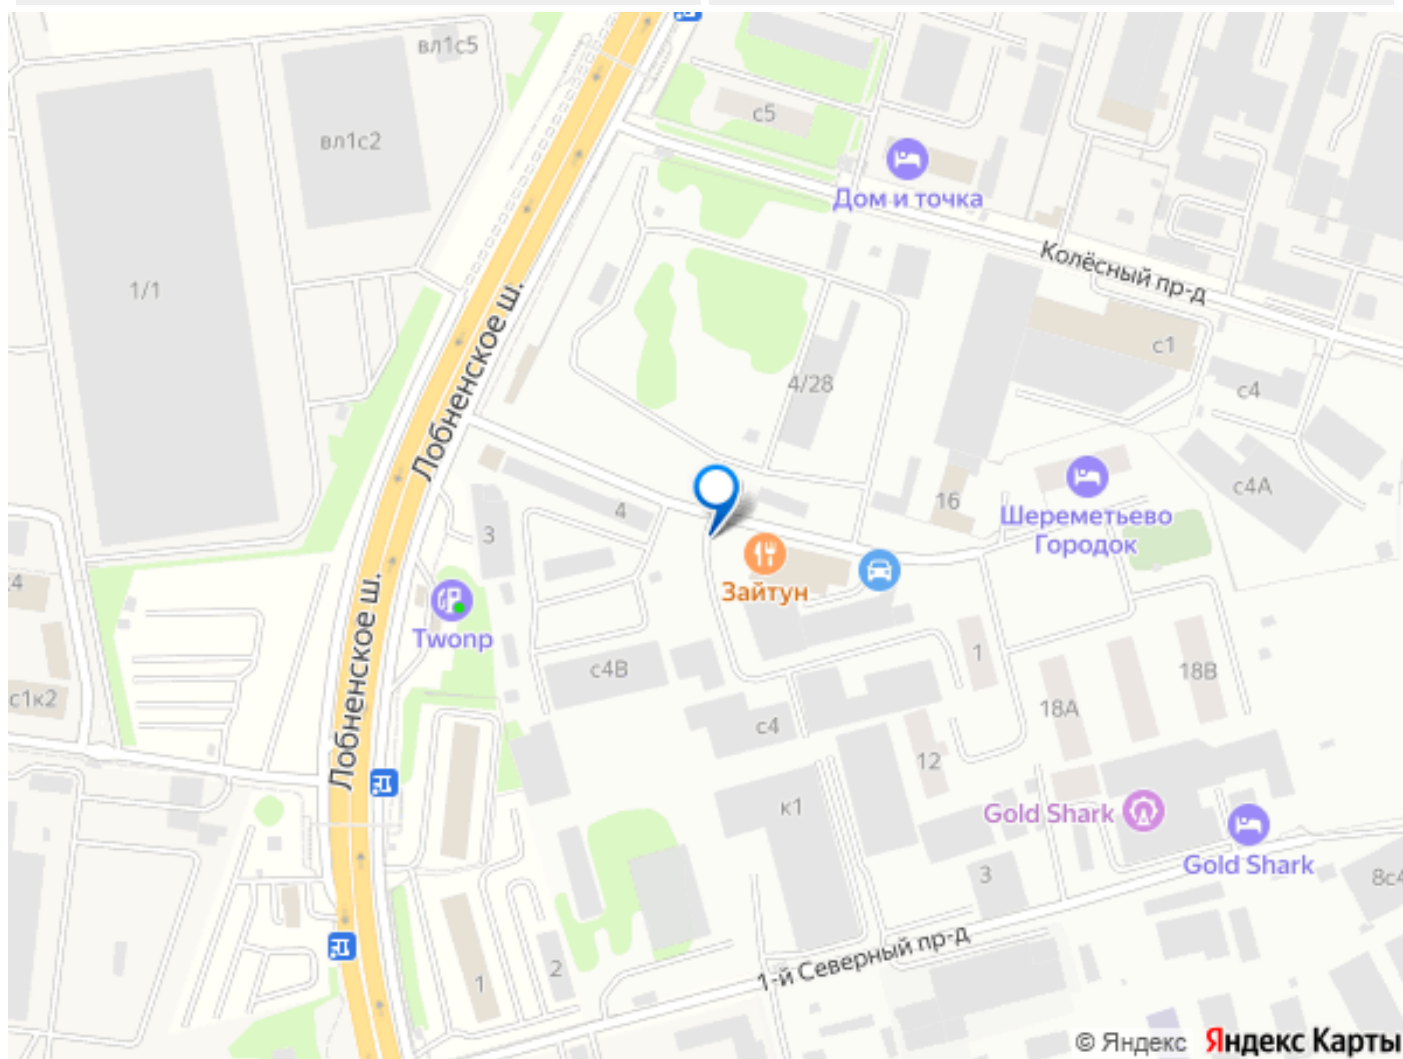 вл1с5
вл1с2
с5
Дом и точка
Колёсный пр-д
1/1
Лобненское ш.
с1
4/28
с4
с4А
16
Шереметьево
Городок
4
3
Зайтун
Twonp
Лобненское ш.
с1к2
с4В
1
18А
18В
с4
12
к1
Gold Shark
Gold Shark
3
8с4
1-й Северный пр-д
2
1
© Яндекс Яндекс Карты